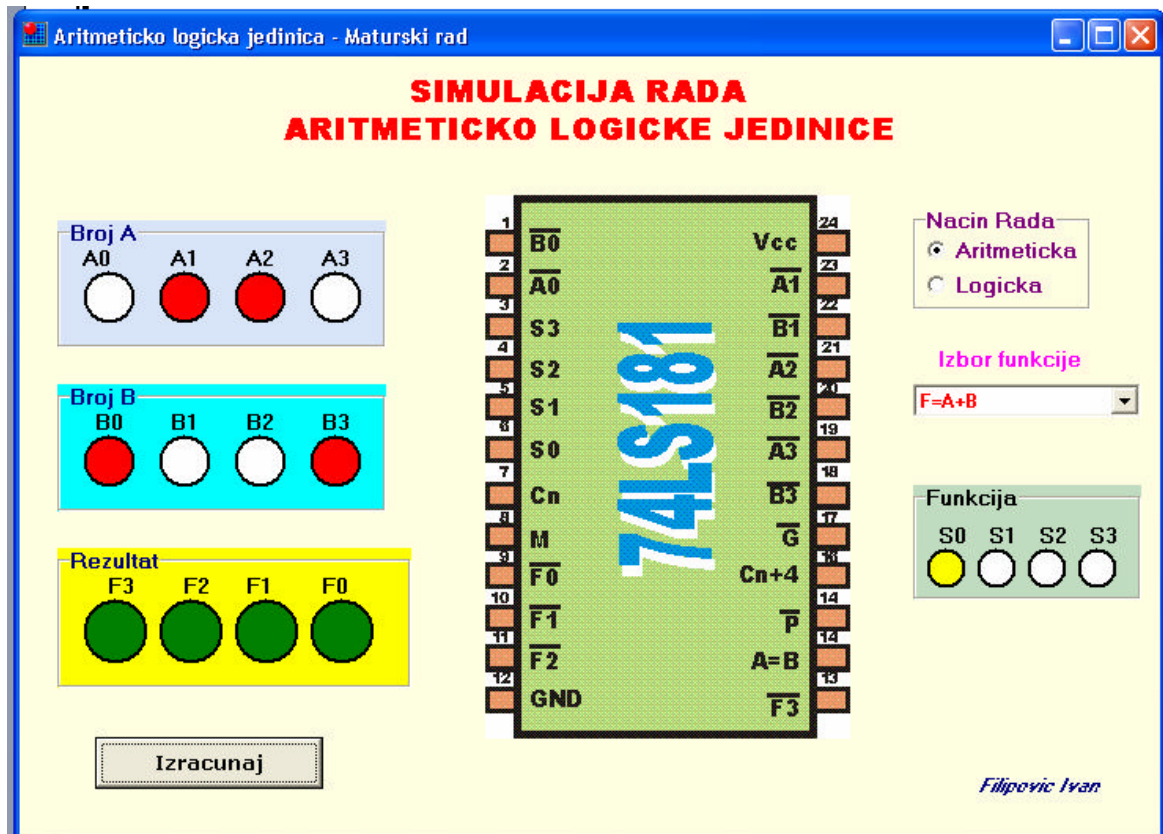 Aritmeticko logicka jedinica - Maturski rad
SIMULACIJA RADA
ARITMETICKO LOGICKE JEDINICE
Broj A
A0 A1 A2 A3
Broj B
B0 B1 B2 B3
Rezultat
F3 F2 F1 F0
Izracunaj
1 B0 Vcc 24
2 A0 A1 23
3 S3 B1 22
4 S2 A2 21
5 S1 B2 20
6 S0 A3 19
7 Cn B3 18
8 M G 17
9 F0 Cn+4 16
10 F1 P 14
11 F2 A=B 14
12 GND F3 13
74LS181
Nacin Rada
Aritmeticka
Logicka
Izbor funkcije
F=A+B
Funkcija
S0 S1 S2 S3
Filipovic Ivan